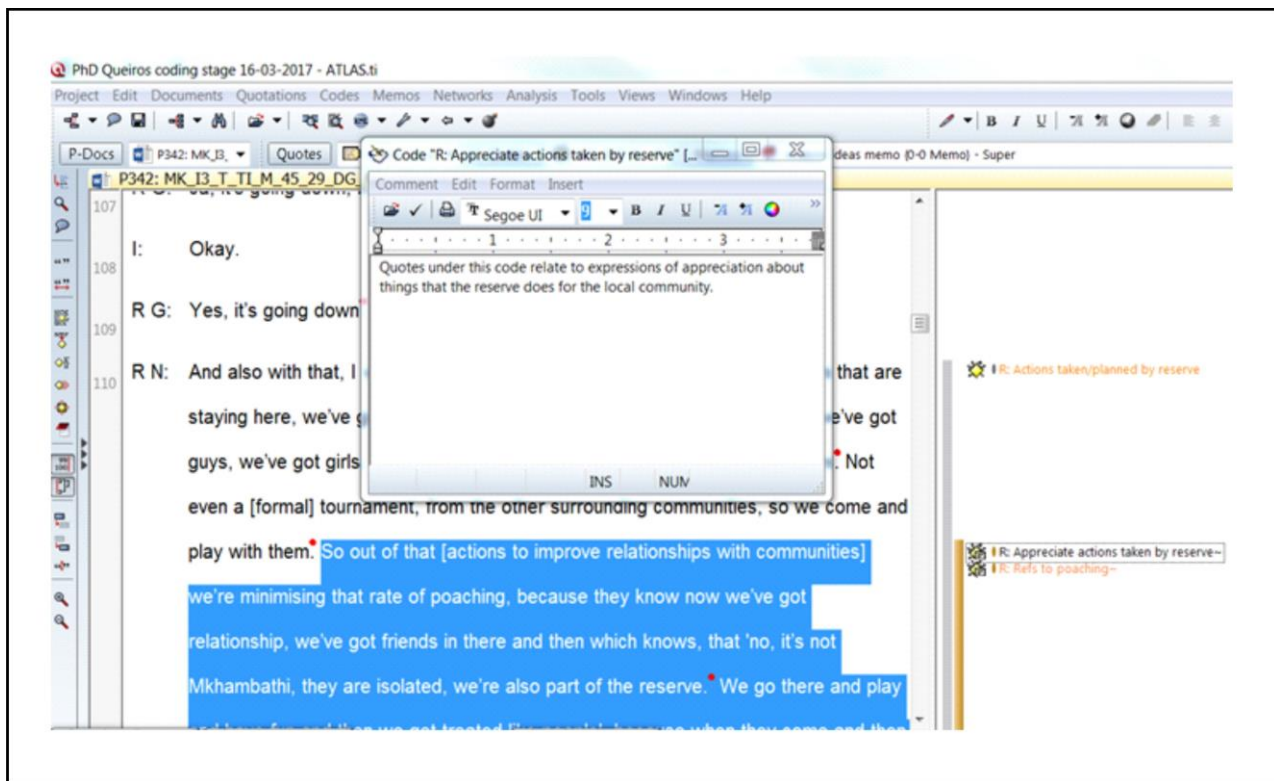 PhD Queiros coding stage 16-03-2017 - ATLAS.ti
Project Edit Documents Quotations Codes Memos Networks Analysis Tools Views Windows Help
B I U
P-Docs P342: MK_I3_ Quotes Code "R: Appreciate actions taken by reserve" [... deas memo (0-0 Memo) - Super
P342: MK_I3_T_TI_M_45_29_DG_
Comment Edit Format Insert
Segoe UI 9 B I U
1 2 3
Quotes under this code relate to expressions of appreciation about
things that the reserve does for the local community.
INS NUM
107
108 I: Okay.
109 R G: Yes, it's going down
110 R N: And also with that, I that are
staying here, we've g e've got
guys, we've got girls . Not
even a [formal] tournament, from the other surrounding communities, so we come and
play with them. So out of that [actions to improve relationships with communities]
we're minimising that rate of poaching, because they know now we've got
relationship, we've got friends in there and then which knows, that 'no, it's not
Mkhambathi, they are isolated, we're also part of the reserve. We go there and play
R: Actions taken/planned by reserve
R: Appreciate actions taken by reserve~
R: Refs to poaching~